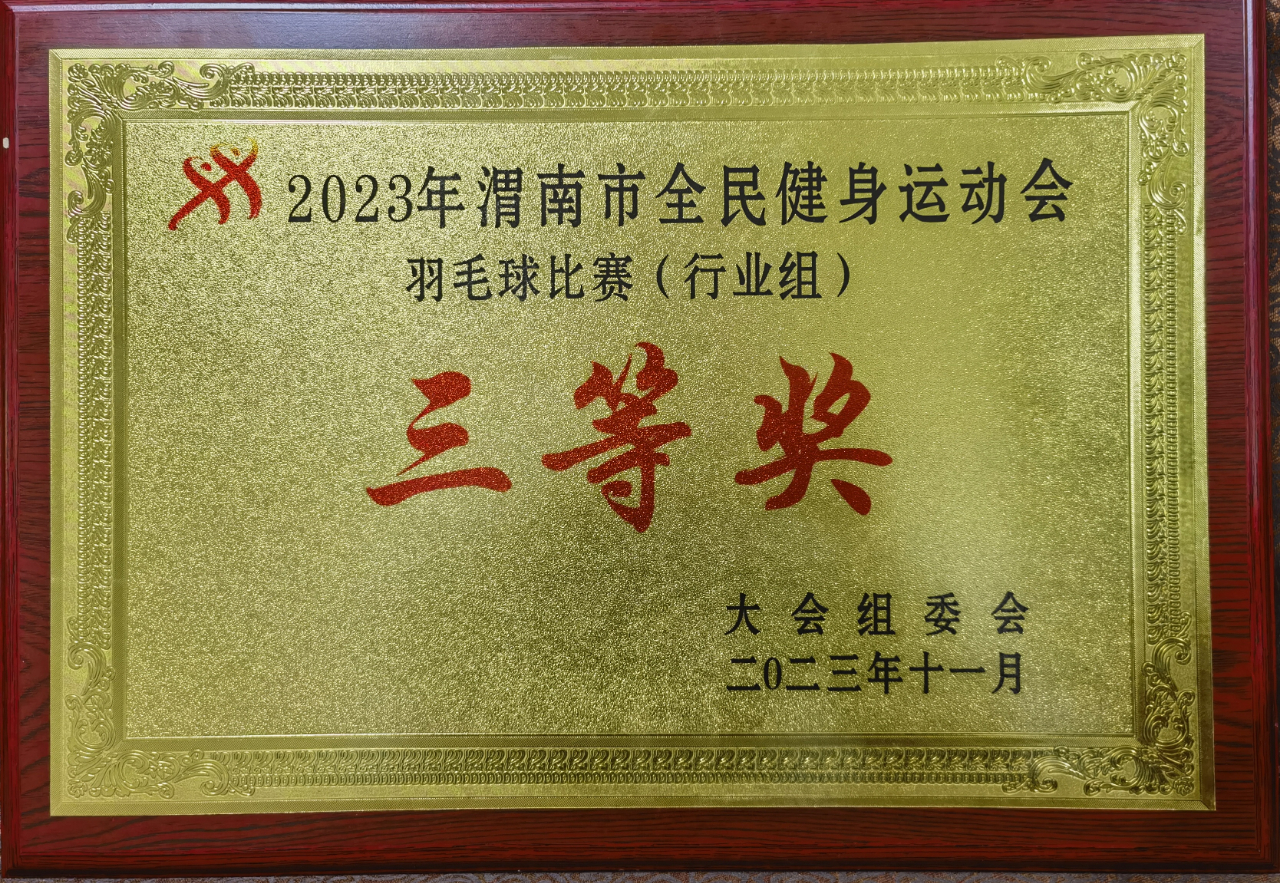 2023年渭南市全民健身运动会
羽毛球比赛（行业组）
三等奖
大会组委会
二0二三年十一月